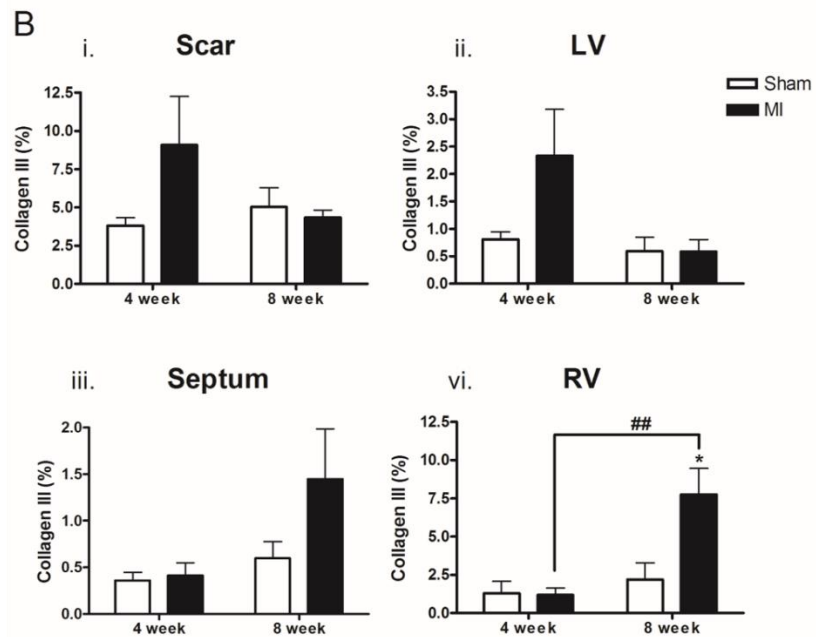 B
i. Scar
Collagen III (%)
12.5
10.0
7.5
5.0
2.5
0.0
4 week 8 week
ii. LV
Collagen III (%)
3.5
3.0
2.5
2.0
1.5
1.0
0.5
0.0
4 week 8 week
Sham
MI
iii. Septum
Collagen III (%)
2.0
1.5
1.0
0.5
0.0
4 week 8 week
vi. RV
Collagen III (%)
12.5
10.0
7.5
5.0
2.5
0.0
##
*
4 week 8 week